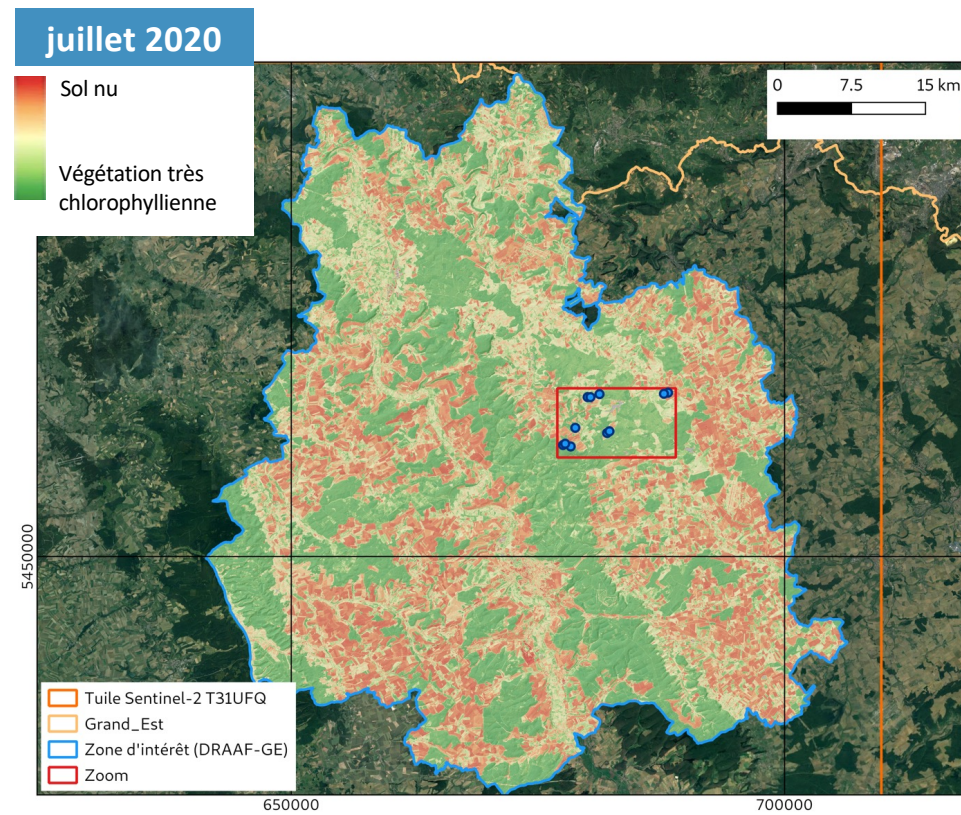 juillet 2020
Sol nu
Végétation très
chlorophyllienne
0 7.5 15 km
5450000
Tuile Sentinel-2 T31UFQ
Grand_Est
Zone d'intérêt (DRAAF-GE)
Zoom
650000 700000